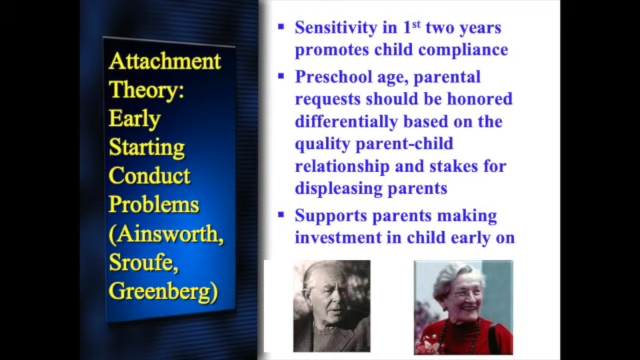 Attachment
Theory:
Early
Starting
Conduct
Problems
(Ainsworth,
Sroufe,
Greenberg)
▪ Sensitivity in 1st two years
promotes child compliance
▪ Preschool age, parental
requests should be honored
differentially based on the
quality parent-child
relationship and stakes for
displeasing parents
▪ Supports parents making
investment in child early on